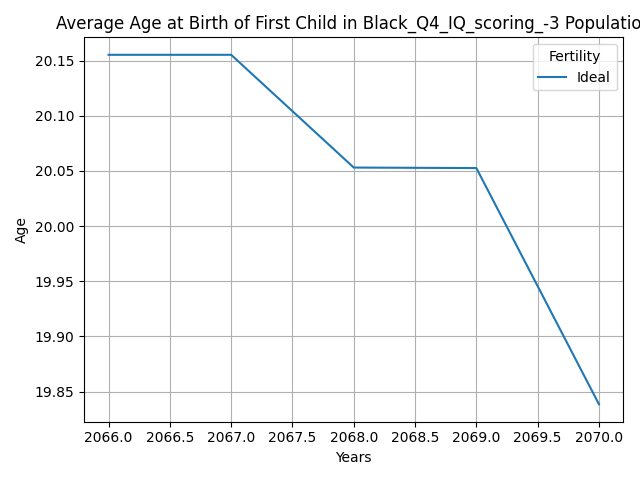 Average Age at Birth of First Child in Black_Q4_IQ_scoring_-3 Populatio
Fertility
Ideal
20.15
20.10
20.05
20.00
19.95
19.90
19.85
Age
2066.0 2066.5 2067.0 2067.5 2068.0 2068.5 2069.0 2069.5 2070.0
Years